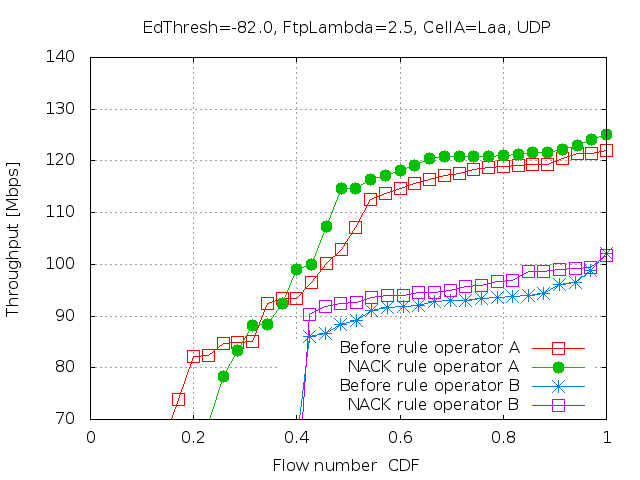 EdThresh=-82.0, FtpLambda=2.5, CellA=Laa, UDP
140
130
120
110
100
90
80
70
Throughput [Mbps]
Before rule operator A
NACK rule operator A
Before rule operator B
NACK rule operator B
0 0.2 0.4 0.6 0.8 1
Flow number  CDF